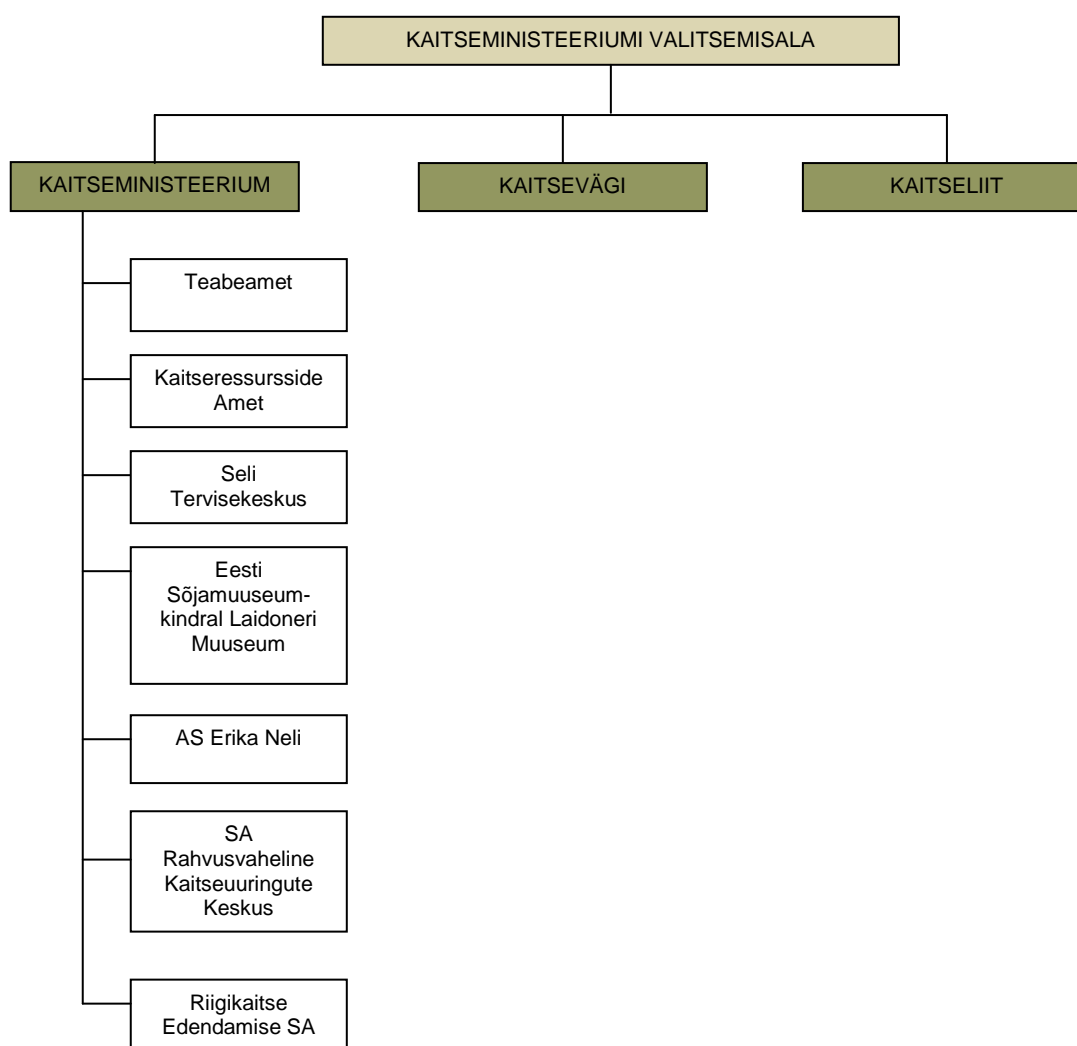 KAITSEMINISTEERIUMI VALITSEMISALA
KAITSEMINISTEERIUM
KAITSEVÄGI
KAITSELIIT
Teabeamet
Kaitseressursside
Amet
Seli
Tervisekeskus
Eesti
Sõjamuuseum-
kindral Laidoneri
Muuseum
AS Erika Neli
SA
Rahvusvaheline
Kaitseuuringute
Keskus
Riigikaitse
Edendamise SA